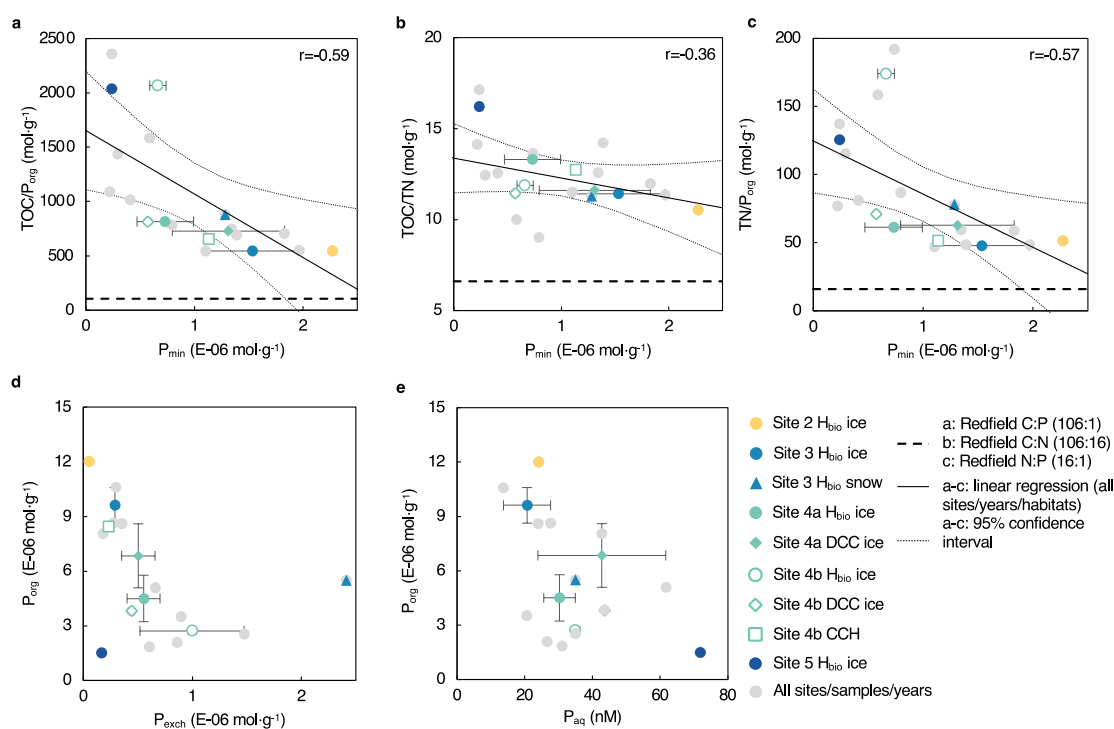 a
2500
2000
1500
1000
500
0
0
1
2
TOC/Porg (mol·g-1)
Pmin (E-06 mol·g-1)
r=-0.59
b
20
15
10
5
0
1
2
TOC/TN (mol·g-1)
Pmin (E-06 mol·g-1)
r=-0.36
c
200
150
100
50
0
0
1
2
TN/Porg (mol·g-1)
Pmin (E-06 mol·g-1)
r=-0.57
d
15
12
9
6
3
0
0
1
2
Porg (E-06 mol·g-1)
Pexch (E-06 mol·g-1)
e
15
12
9
6
3
0
0
20
40
60
80
Porg (E-06 mol·g-1)
Paq (nM)
Site 2 Hbio ice
Site 3 Hbio ice
Site 3 Hbio snow
Site 4a Hbio ice
Site 4a DCC ice
Site 4b Hbio ice
Site 4b DCC ice
Site 4b CCH
Site 5 Hbio ice
All sites/samples/years
a: Redfield C:P (106:1)
b: Redfield C:N (106:16)
c: Redfield N:P (16:1)
a-c: linear regression (all
sites/years/habitats)
a-c: 95% confidence
interval